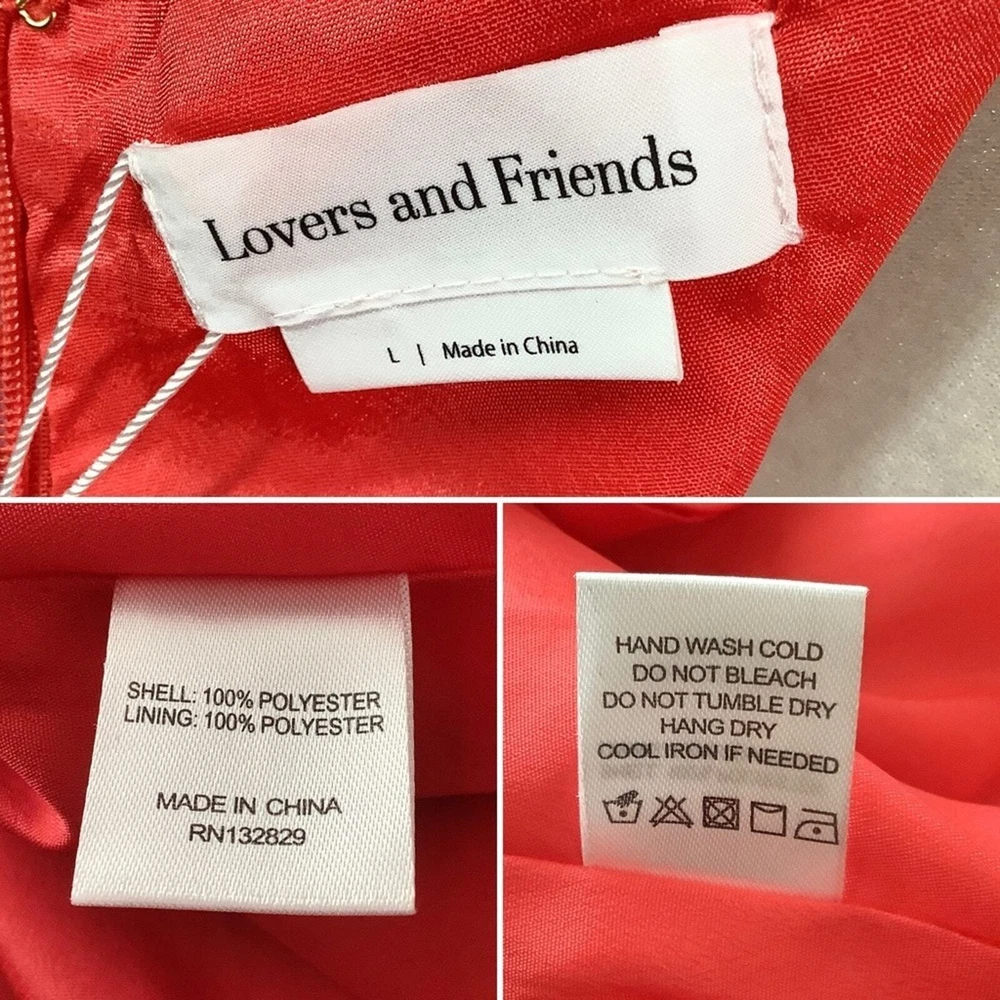 Lovers and Friends
L | Made in China
SHELL: 100% POLYESTER
LINING: 100% POLYESTER
MADE IN CHINA
RN132829
HAND WASH COLD
DO NOT BLEACH
DO NOT TUMBLE DRY
HANG DRY
COOL IRON IF NEEDED